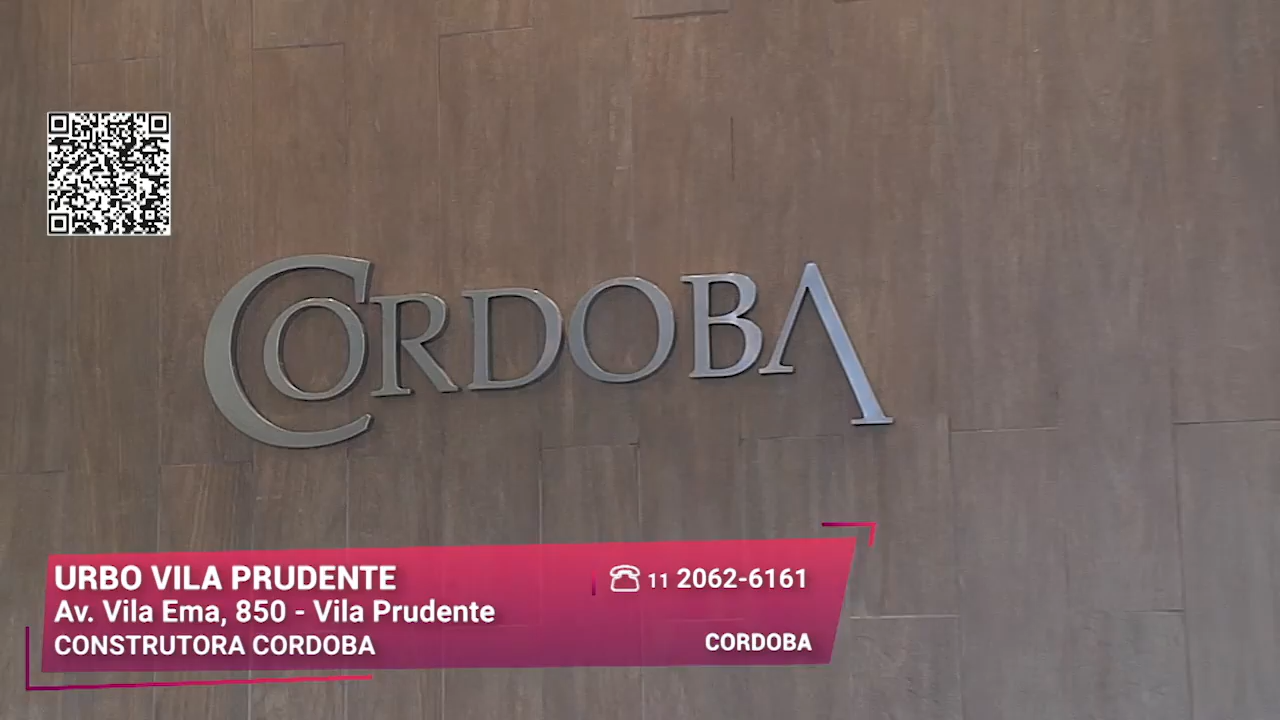 CORDOBA
URBO VILA PRUDENTE
11 2062-6161
Av. Vila Ema, 850 - Vila Prudente
CONSTRUTORA CORDOBA
CORDOBA